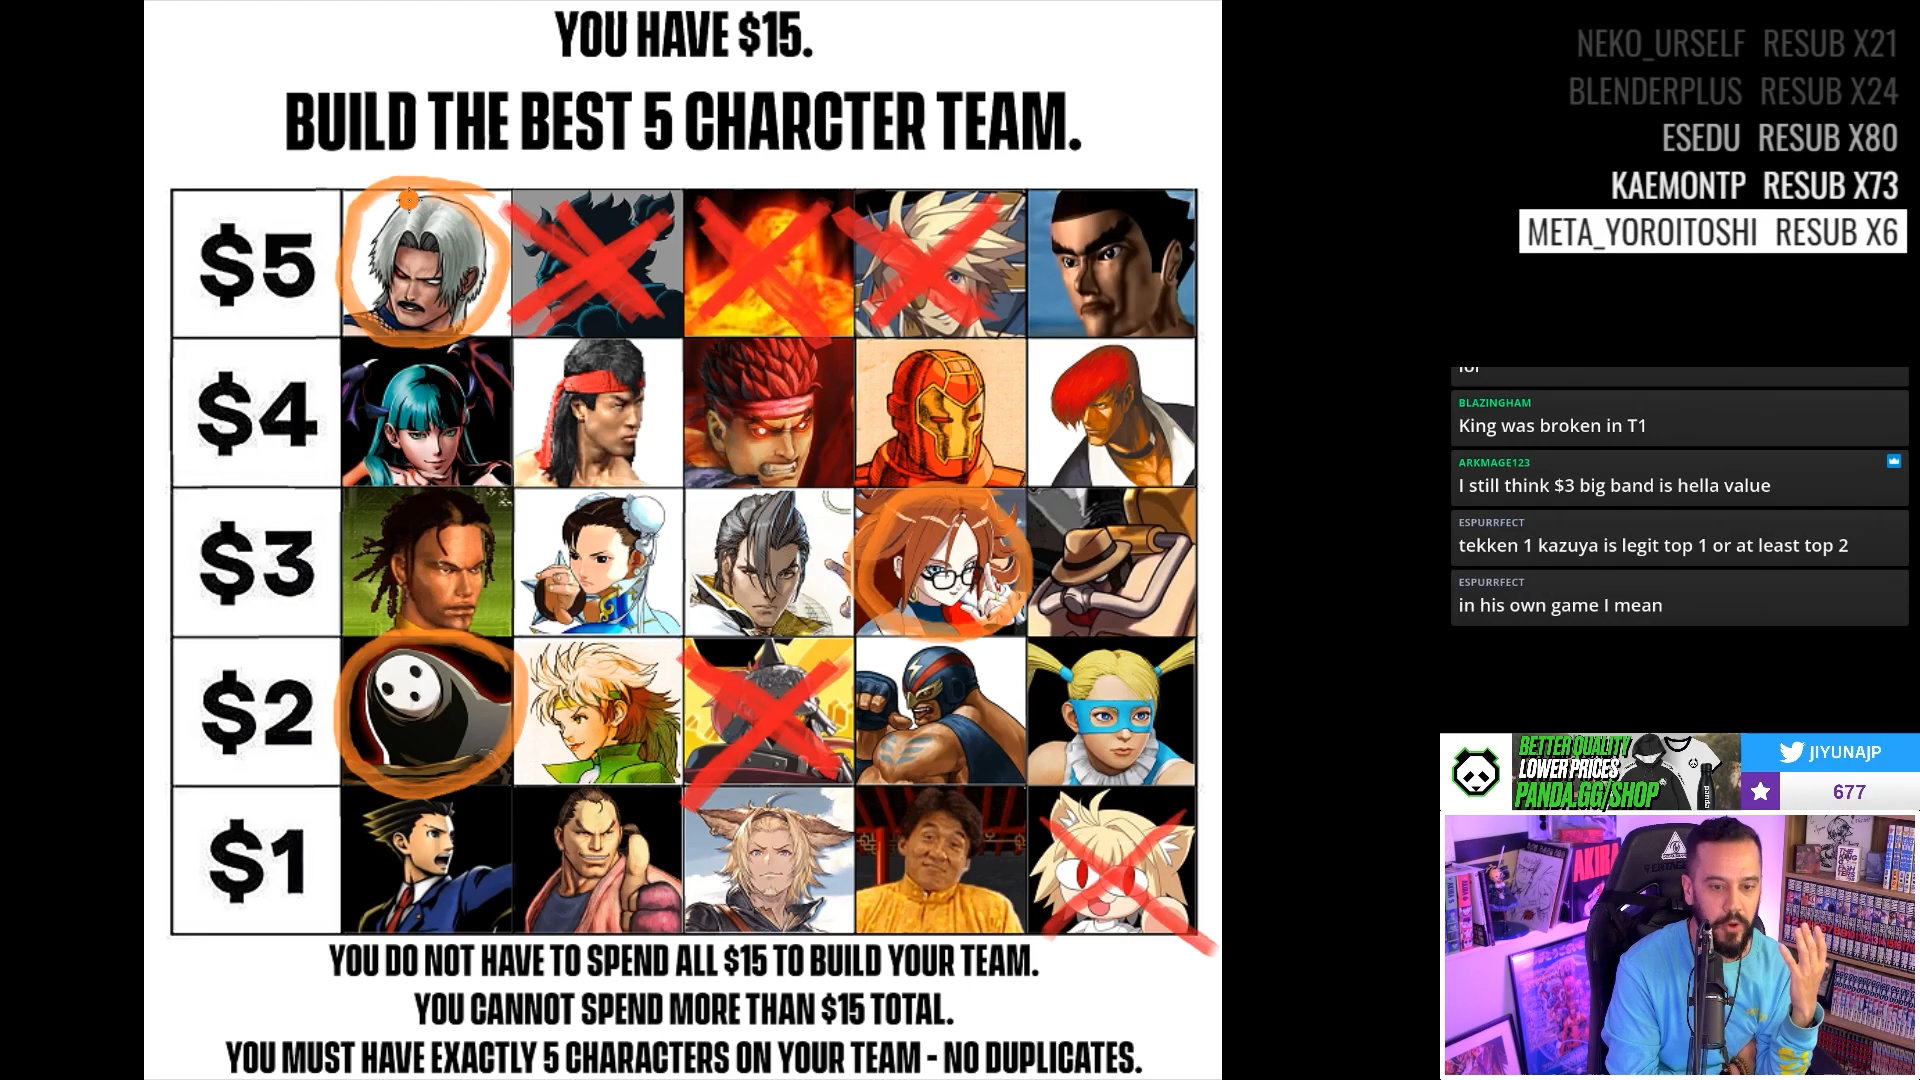 YOU HAVE $15.
BUILD THE BEST 5 CHARCTER TEAM.
$5
$4
$3
$2
$1
YOU DO NOT HAVE TO SPEND ALL $15 TO BUILD YOUR TEAM.
YOU CANNOT SPEND MORE THAN $15 TOTAL.
YOU MUST HAVE EXACTLY 5 CHARACTERS ON YOUR TEAM - NO DUPLICATES.
NEKO_URSELF RESUB X21
BLENDERPLUS RESUB X24
ESEDU RESUB X80
KAEMONTP RESUB X73
META_YOROITOSHI RESUB X6
lol
BLAZINGHAM
King was broken in T1
ARKMAGE123
I still think $3 big band is hella value
ESPURRFECT
tekken 1 kazuya is legit top 1 or at least top 2
ESPURRFECT
in his own game I mean
BETTER QUALITY
LOWER PRICES
PANDA.GG/SHOP
JIYUNAJP
677
AKIRA